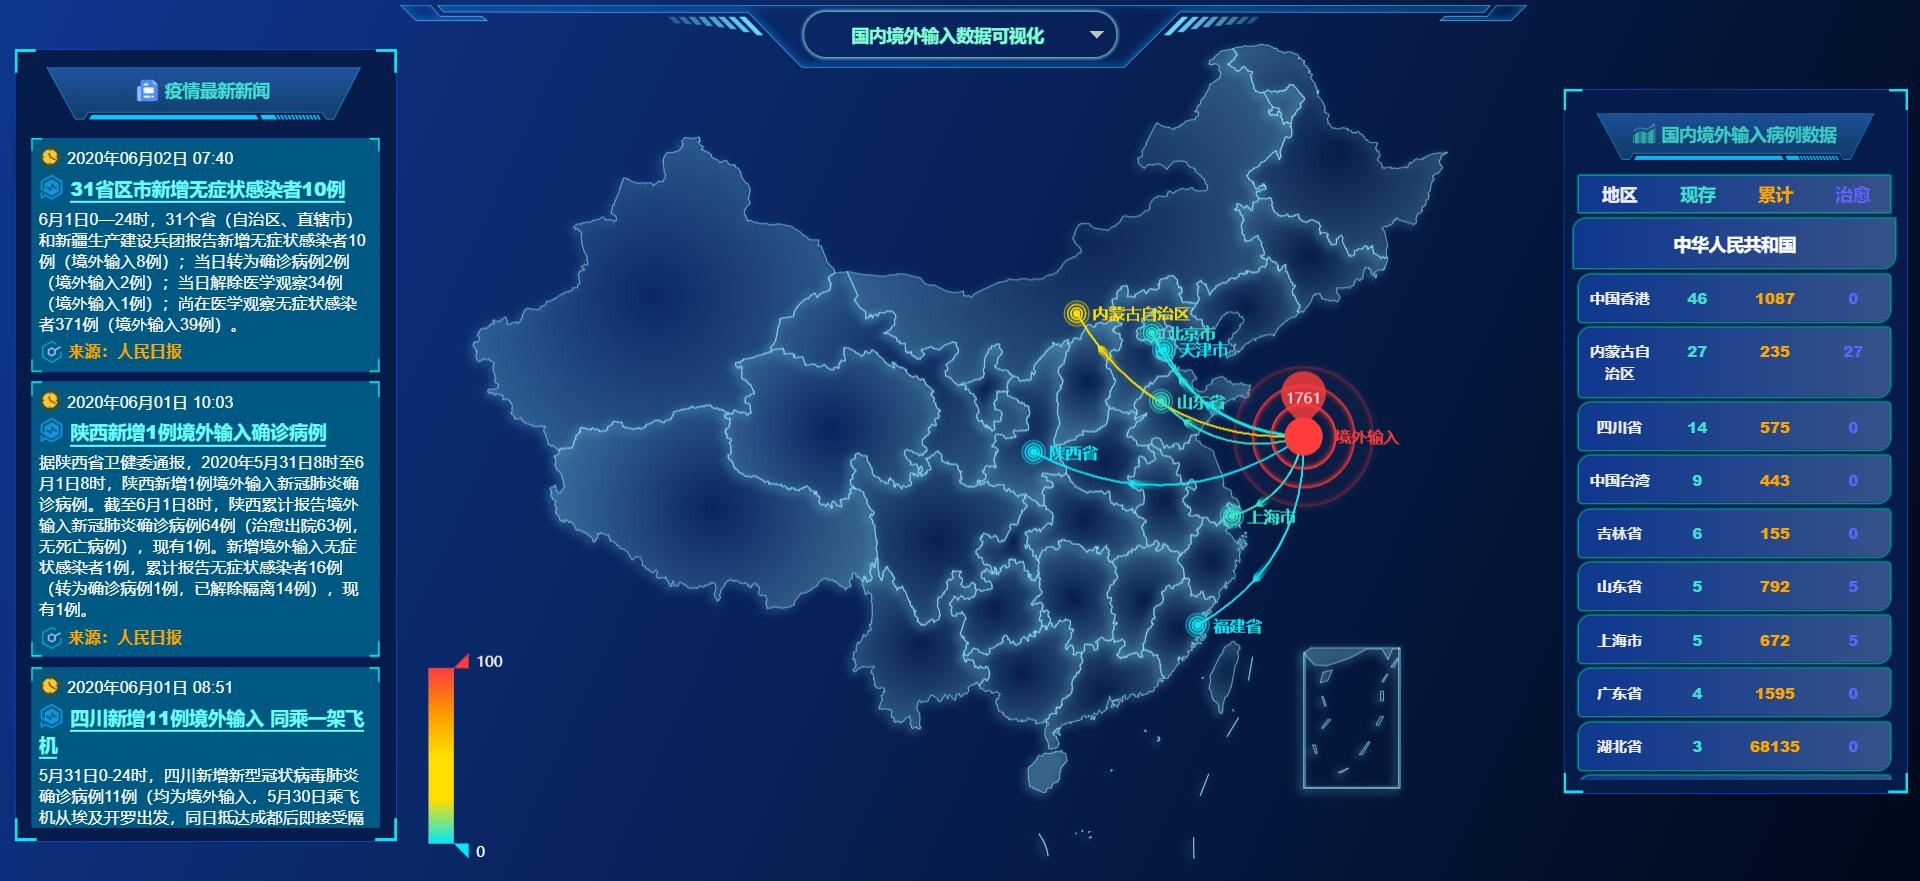 国内境外输入数据可视化
疫情最新新闻
2020年06月02日 07:40
31省区市新增无症状感染者10例
6月1日0—24时，31个省（自治区、直辖市）
和新疆生产建设兵团报告新增无症状感染者10
例（境外输入8例）；当日转为确诊病例2例
（境外输入2例）；当日解除医学观察34例
（境外输入1例）；尚在医学观察无症状感染
者371例（境外输入39例）。
来源：人民日报
2020年06月01日 10:03
陕西新增1例境外输入确诊病例
据陕西省卫健委通报，2020年5月31日8时至6
月1日8时，陕西新增1例境外输入新冠肺炎确
诊病例。截至6月1日8时，陕西累计报告境外
输入新冠肺炎确诊病例64例（治愈出院63例，
无死亡病例），现有1例。新增境外输入无症
状感染者1例，累计报告无症状感染者16例
（转为确诊病例1例，已解除隔离14例），现
有1例。
来源：人民日报
2020年06月01日 08:51
四川新增11例境外输入 同乘一架飞
机
5月31日0-24时，四川新增新型冠状病毒肺炎
确诊病例11例（均为境外输入，5月30日乘飞
机从埃及开罗出发，同日抵达成都后即接受隔
内蒙古自治区
北京市
天津市
山东省
陕西省
上海市
福建省
1761
境外输入
100
0
国内境外输入病例数据
地区 现存 累计 治愈
中华人民共和国
中国香港 46 1087 0
内蒙古自 27 235 27
治区
四川省 14 575 0
中国台湾 9 443 0
吉林省 6 155 0
山东省 5 792 5
上海市 5 672 5
广东省 4 1595 0
湖北省 3 68135 0